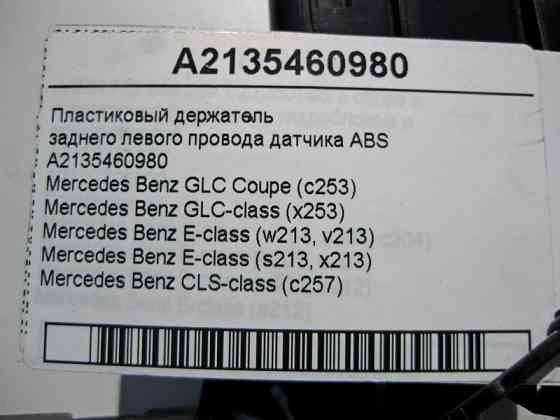 A2135460980
Пластиковый держатель
заднего левого провода датчика ABS
A2135460980
Mercedes Benz GLC Coupe (c253)
Mercedes Benz GLC-class (x253)
Mercedes Benz E-class (w213, v213)
Mercedes Benz E-class (s213, x213)
Mercedes Benz CLS-class (c257)